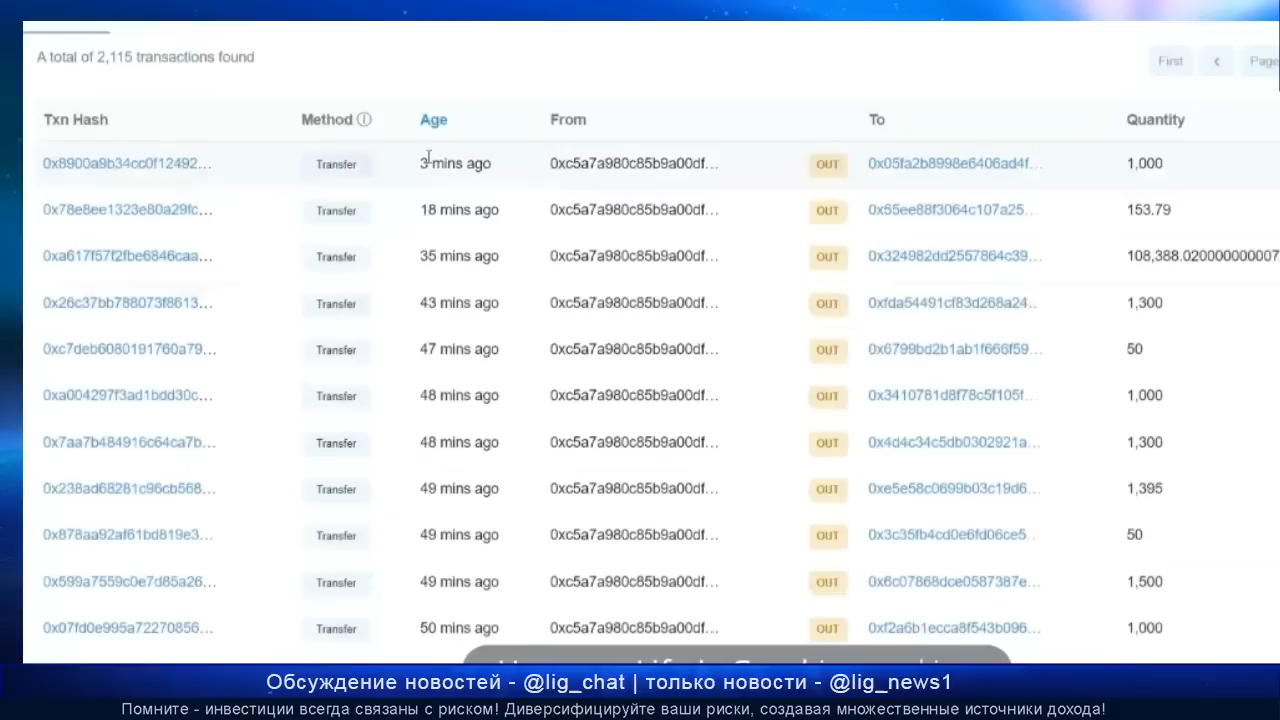 A total of 2,115 transactions found
First < Page
Txn Hash Method Age From To Quantity
0x8900a9b34cc0f12492... Transfer 3 mins ago 0xc5a7a980c85b9a00df... OUT 0x05fa2b8998e6406ad4f... 1,000
0x78e8ee1323e80a29fc... Transfer 18 mins ago 0xc5a7a980c85b9a00df... OUT 0x55ee88f3064c107a25... 153.79
0xa617f57f2fbe6846caa... Transfer 35 mins ago 0xc5a7a980c85b9a00df... OUT 0x324982dd2557864c39... 108,388.020000000007
0x26c37bb788073f8613... Transfer 43 mins ago 0xc5a7a980c85b9a00df... OUT 0xfda54491cf83d268a24.. 1,300
0xc7deb6080191760a79... Transfer 47 mins ago 0xc5a7a980c85b9a00df... OUT 0x6799bd2b1ab1f666f59... 50
0xa004297f3ad1bdd30c... Transfer 48 mins ago 0xc5a7a980c85b9a00df... OUT 0x3410781d8f78c5f105f... 1,000
0x7aa7b484916c64ca7b... Transfer 48 mins ago 0xc5a7a980c85b9a00df... OUT 0x4d4c34c5db0302921a... 1,300
0x238ad68281c96cb568... Transfer 49 mins ago 0xc5a7a980c85b9a00df... OUT 0xe5e58c0699b03c19d6... 1,395
0x878aa92af61bd819e3... Transfer 49 mins ago 0xc5a7a980c85b9a00df... OUT 0x3c35fb4cd0e6fd06ce5.. 50
0x599a7559c0e7d85a26... Transfer 49 mins ago 0xc5a7a980c85b9a00df... OUT 0x6c07868dce0587387e... 1,500
0x07fd0e995a72270856... Transfer 50 mins ago 0xc5a7a980c85b9a00df... OUT 0xf2a6b1ecca8f543b096... 1,000
Обсуждение новостей - @lig_chat | только новости - @lig_news1
Помните - инвестиции всегда связаны с риском! Диверсифицируйте ваши риски, создавая множественные источники дохода!